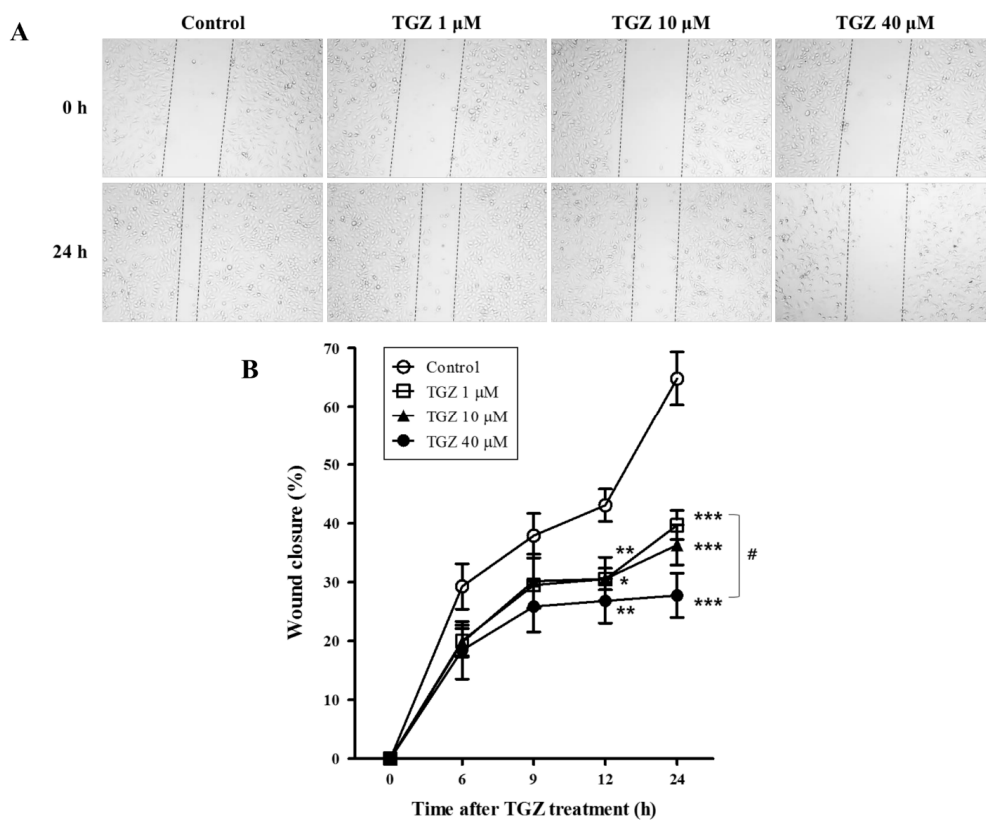 A
Control TGZ 1 µM TGZ 10 µM TGZ 40 µM
0 h
24 h
B
Control
TGZ 1 µM
TGZ 10 µM
TGZ 40 µM
Wound closure (%)
70
60
50
40
30
20
10
0
**
*
**
***
***
***
#
0 6 9 12 24
Time after TGZ treatment (h)